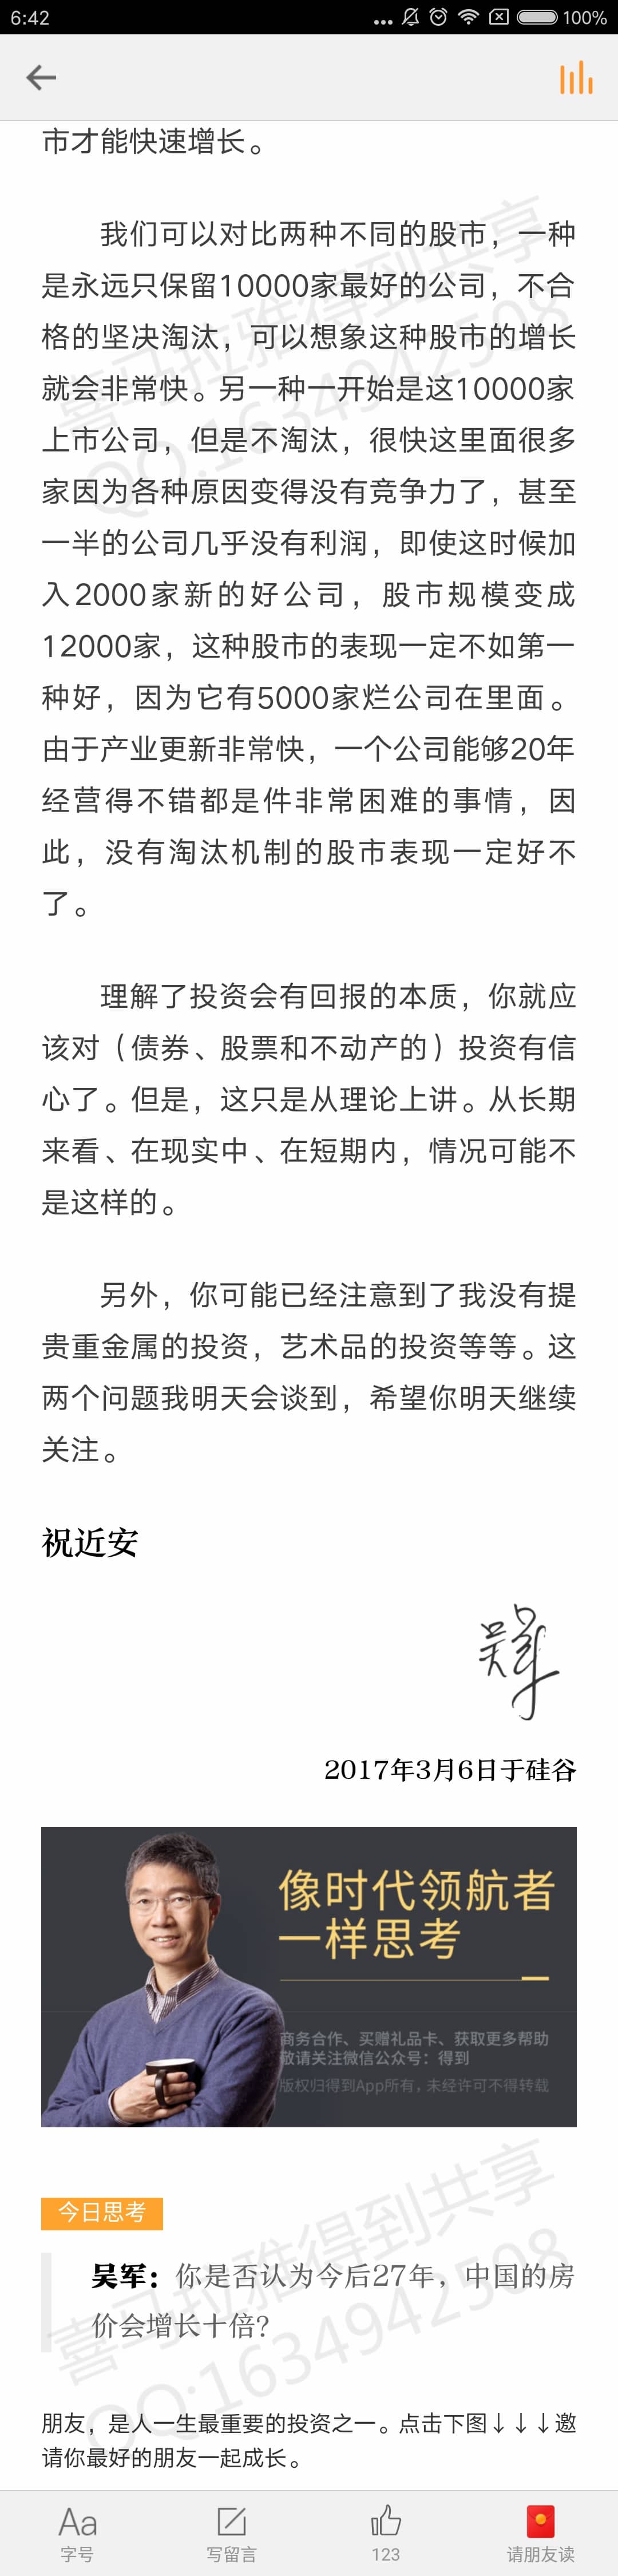 6:42
100%
市才能快速增长。
我们可以对比两种不同的股市，一种
是永远只保留10000家最好的公司，不合
格的坚决淘汰，可以想象这种股市的增长
就会非常快。另一种一开始是这10000家
上市公司，但是不淘汰，很快这里面很多
家因为各种原因变得没有竞争力了，甚至
一半的公司几乎没有利润，即使这时候加
入2000家新的好公司，股市规模变成
12000家，这种股市的表现一定不如第一
种好，因为它有5000家烂公司在里面。
由于产业更新非常快，一个公司能够20年
经营得不错都是件非常困难的事情，因
此，没有淘汰机制的股市表现一定好不
了。
喜马拉雅得到共享
QQ:1634942508
理解了投资会有回报的本质，你就应
该对（债券、股票和不动产的）投资有信
心了。但是，这只是从理论上讲。从长期
来看、在现实中、在短期内，情况可能不
是这样的。
另外，你可能已经注意到了我没有提
贵重金属的投资，艺术品的投资等等。这
两个问题我明天会谈到，希望你明天继续
关注。
祝近安
吴军
2017年3月6日于硅谷
像时代领航者
一样思考
商务合作、买赠礼品卡、获取更多帮助
敬请关注微信公众号：得到
版权归得到App所有，未经许可不得转载
今日思考
吴军：你是否认为今后27年，中国的房
价会增长十倍？
喜马拉雅得到共享
QQ:1634942508
朋友，是人一生最重要的投资之一。点击下图↓↓↓邀
请你最好的朋友一起成长。
Aa
字号
写留言
123
请朋友读